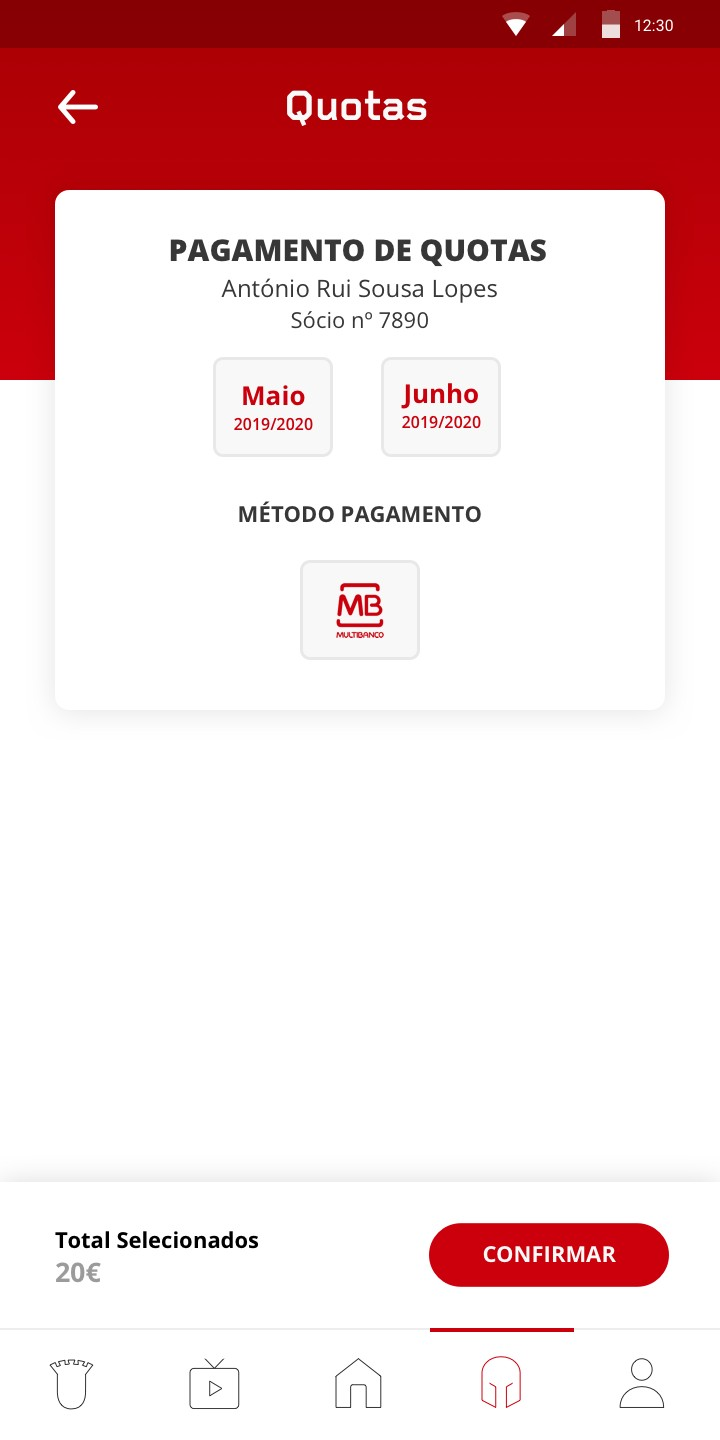 12:30
Quotas
PAGAMENTO DE QUOTAS
António Rui Sousa Lopes
Sócio nº 7890
Maio
2019/2020
Junho
2019/2020
MÉTODO PAGAMENTO
MB
MULTIBANCO
Total Selecionados
20€
CONFIRMAR